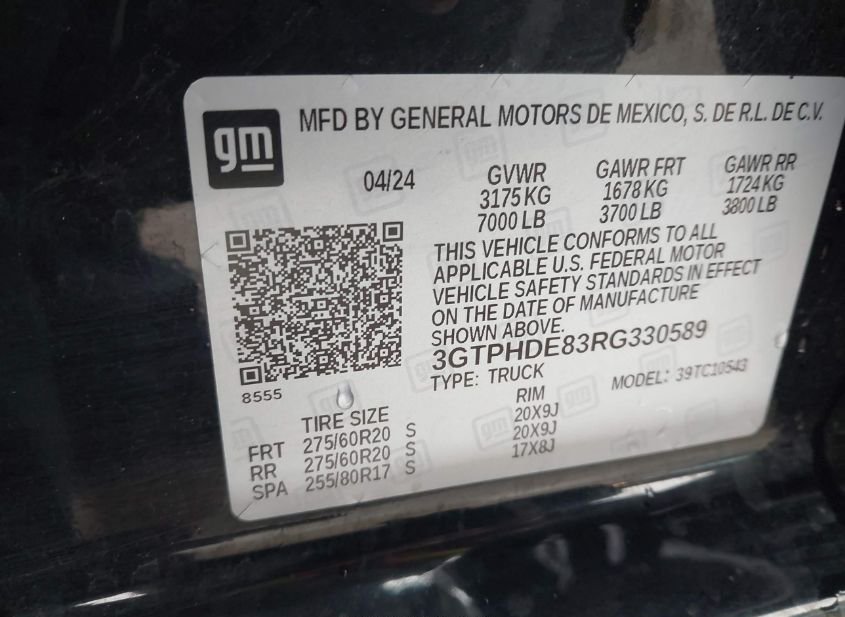 gm
MFD BY GENERAL MOTORS DE MEXICO, S. DE R.L. DE C.V.
04/24 GVWR GAWR FRT GAWR RR
3175 KG 1678 KG 1724 KG
7000 LB 3700 LB 3800 LB
THIS VEHICLE CONFORMS TO ALL
APPLICABLE U.S. FEDERAL MOTOR
VEHICLE SAFETY STANDARDS IN EFFECT
ON THE DATE OF MANUFACTURE
SHOWN ABOVE.
3GTPHDE83RG330589
TYPE: TRUCK MODEL: 39TC10543
8555
TIRE SIZE RIM
FRT 275/60R20 S 20X9J
RR 275/60R20 S 20X9J
SPA 255/80R17 S 17X8J